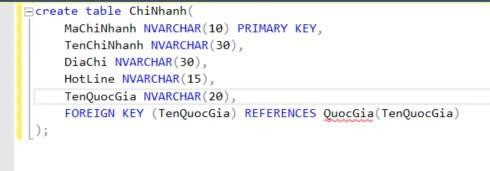 create table ChiNhanh(
MaChiNhanh NVARCHAR(10) PRIMARY KEY,
TenChiNhanh NVARCHAR(30),
DiaChi NVARCHAR(30),
HotLine NVARCHAR(15),
TenQuocGia NVARCHAR(20),
FOREIGN KEY (TenQuocGia) REFERENCES QuocGia(TenQuocGia)
);